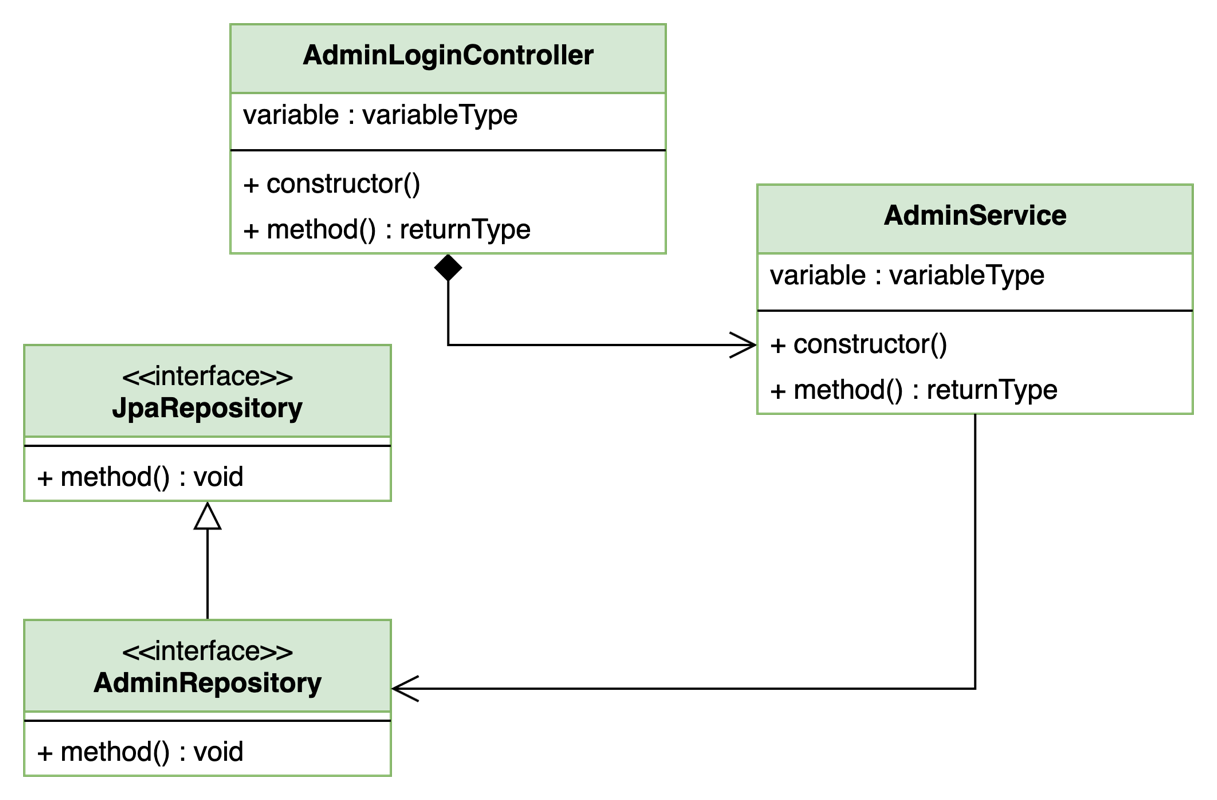 AdminLoginController
variable : variableType
+ constructor()
+ method() : returnType
AdminService
variable : variableType
+ constructor()
+ method() : returnType
<<interface>>
JpaRepository
+ method() : void
<<interface>>
AdminRepository
+ method() : void